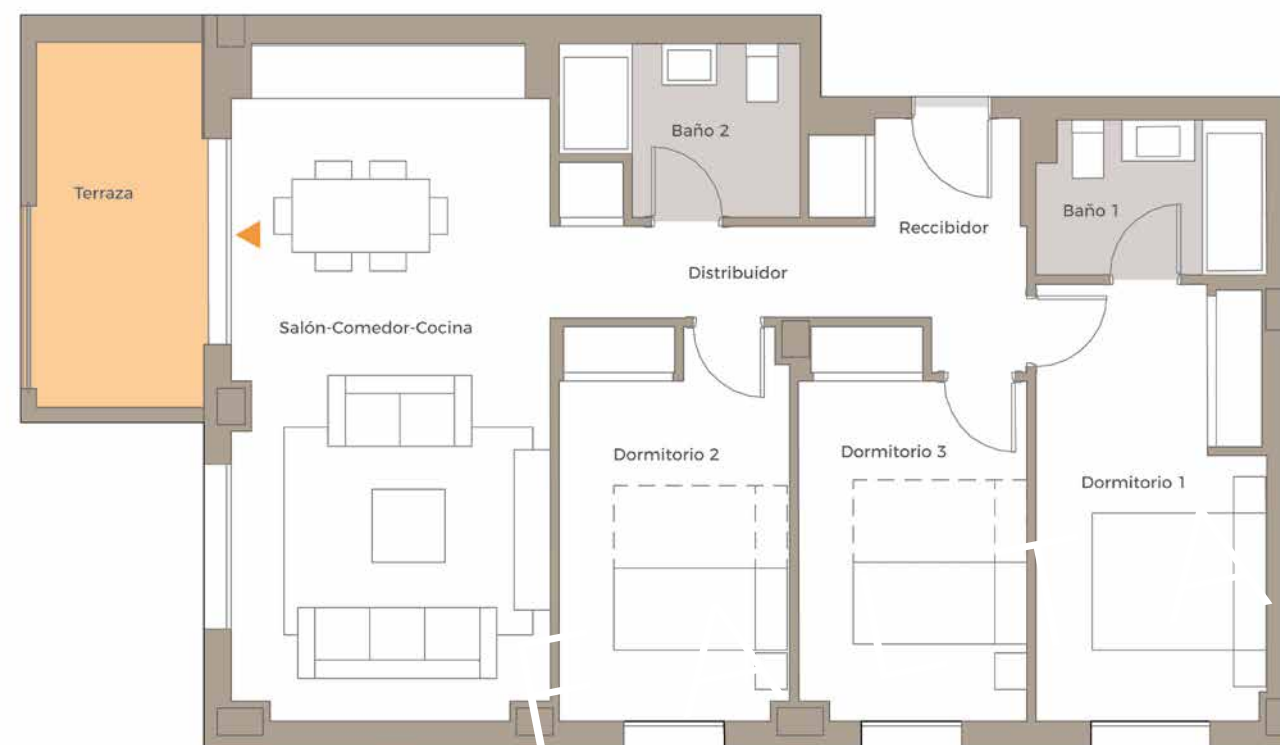 Baño 2
Terraza
Baño 1
Reccibidor
Distribuidor
Salón-Comedor-Cocina
Dormitorio 2
Dormitorio 3
Dormitorio 1